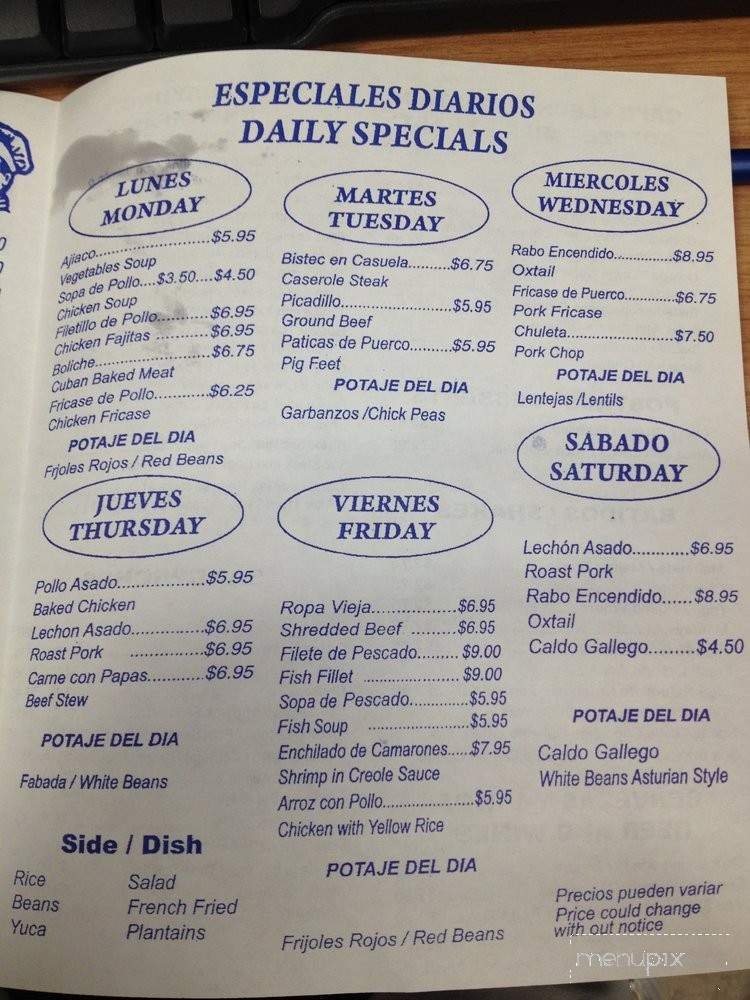 ESPECIALES DIARIOS
DAILY SPECIALS
LUNES
MONDAY
Ajiaco..............................$5.95
Vegetables Soup
Sopa de Pollo....$3.50....$4.50
Chicken Soup
Filetillo de Pollo..........$6.95
Chicken Fajitas ...........$6.95
Boliche........................$6.75
Cuban Baked Meat
Fricase de Pollo............$6.25
Chicken Fricase
POTAJE DEL DIA
Frjoles Rojos / Red Beans
MARTES
TUESDAY
Bistec en Casuela..........$6.75
Caserole Steak
Picadillo..........................$5.95
Ground Beef
Paticas de Puerco..........$5.95
Pig Feet
POTAJE DEL DIA
Garbanzos /Chick Peas
MIERCOLES
WEDNESDAY
Rabo Encendido..............$8.95
Oxtail
Fricase de Puerco............$6.75
Pork Fricase
Chuleta..........................$7.50
Pork Chop
POTAJE DEL DIA
Lentejas /Lentils
JUEVES
THURSDAY
Pollo Asado..................$5.95
Baked Chicken
Lechon Asado...............$6.95
Roast Pork ...............$6.95
Carne con Papas............$6.95
Beef Stew
POTAJE DEL DIA
Fabada / White Beans
VIERNES
FRIDAY
Ropa Vieja.................$6.95
Shredded Beef .........$6.95
Filete de Pescado......... $9.00
Fish Fillet ..................... $9.00
Sopa de Pescado.............$5.95
Fish Soup .....................$5.95
Enchilado de Camarones.....$7.95
Shrimp in Creole Sauce
Arroz con Pollo.......................$5.95
Chicken with Yellow Rice
POTAJE DEL DIA
Frijoles Rojos / Red Beans
SABADO
SATURDAY
Lechón Asado............$6.95
Roast Pork
Rabo Encendido......$8.95
Oxtail
Caldo Gallego.........$4.50
POTAJE DEL DIA
Caldo Gallego
White Beans Asturian Style
Side / Dish
Rice Salad
Beans French Fried
Yuca Plantains
Precios pueden variar
Price could change
with out notice
menupix